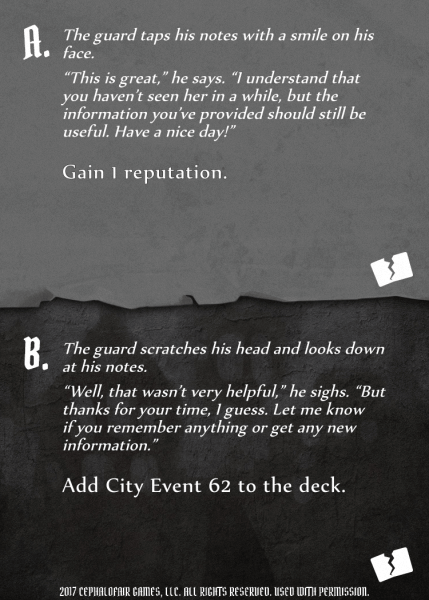 A.
The guard taps his notes with a smile on his
face.
“This is great,” he says. “I understand that
you haven’t seen her in a while, but the
information you’ve provided should still be
useful. Have a nice day!”
Gain 1 reputation.
B.
The guard scratches his head and looks down
at his notes.
“Well, that wasn’t very helpful,” he sighs. “But
thanks for your time, I guess. Let me know
if you remember anything or get any new
information.”
Add City Event 62 to the deck.
2017 CEPHALOFAIR GAMES, LLC. ALL RIGHTS RESERVED. USED WITH PERMISSION.